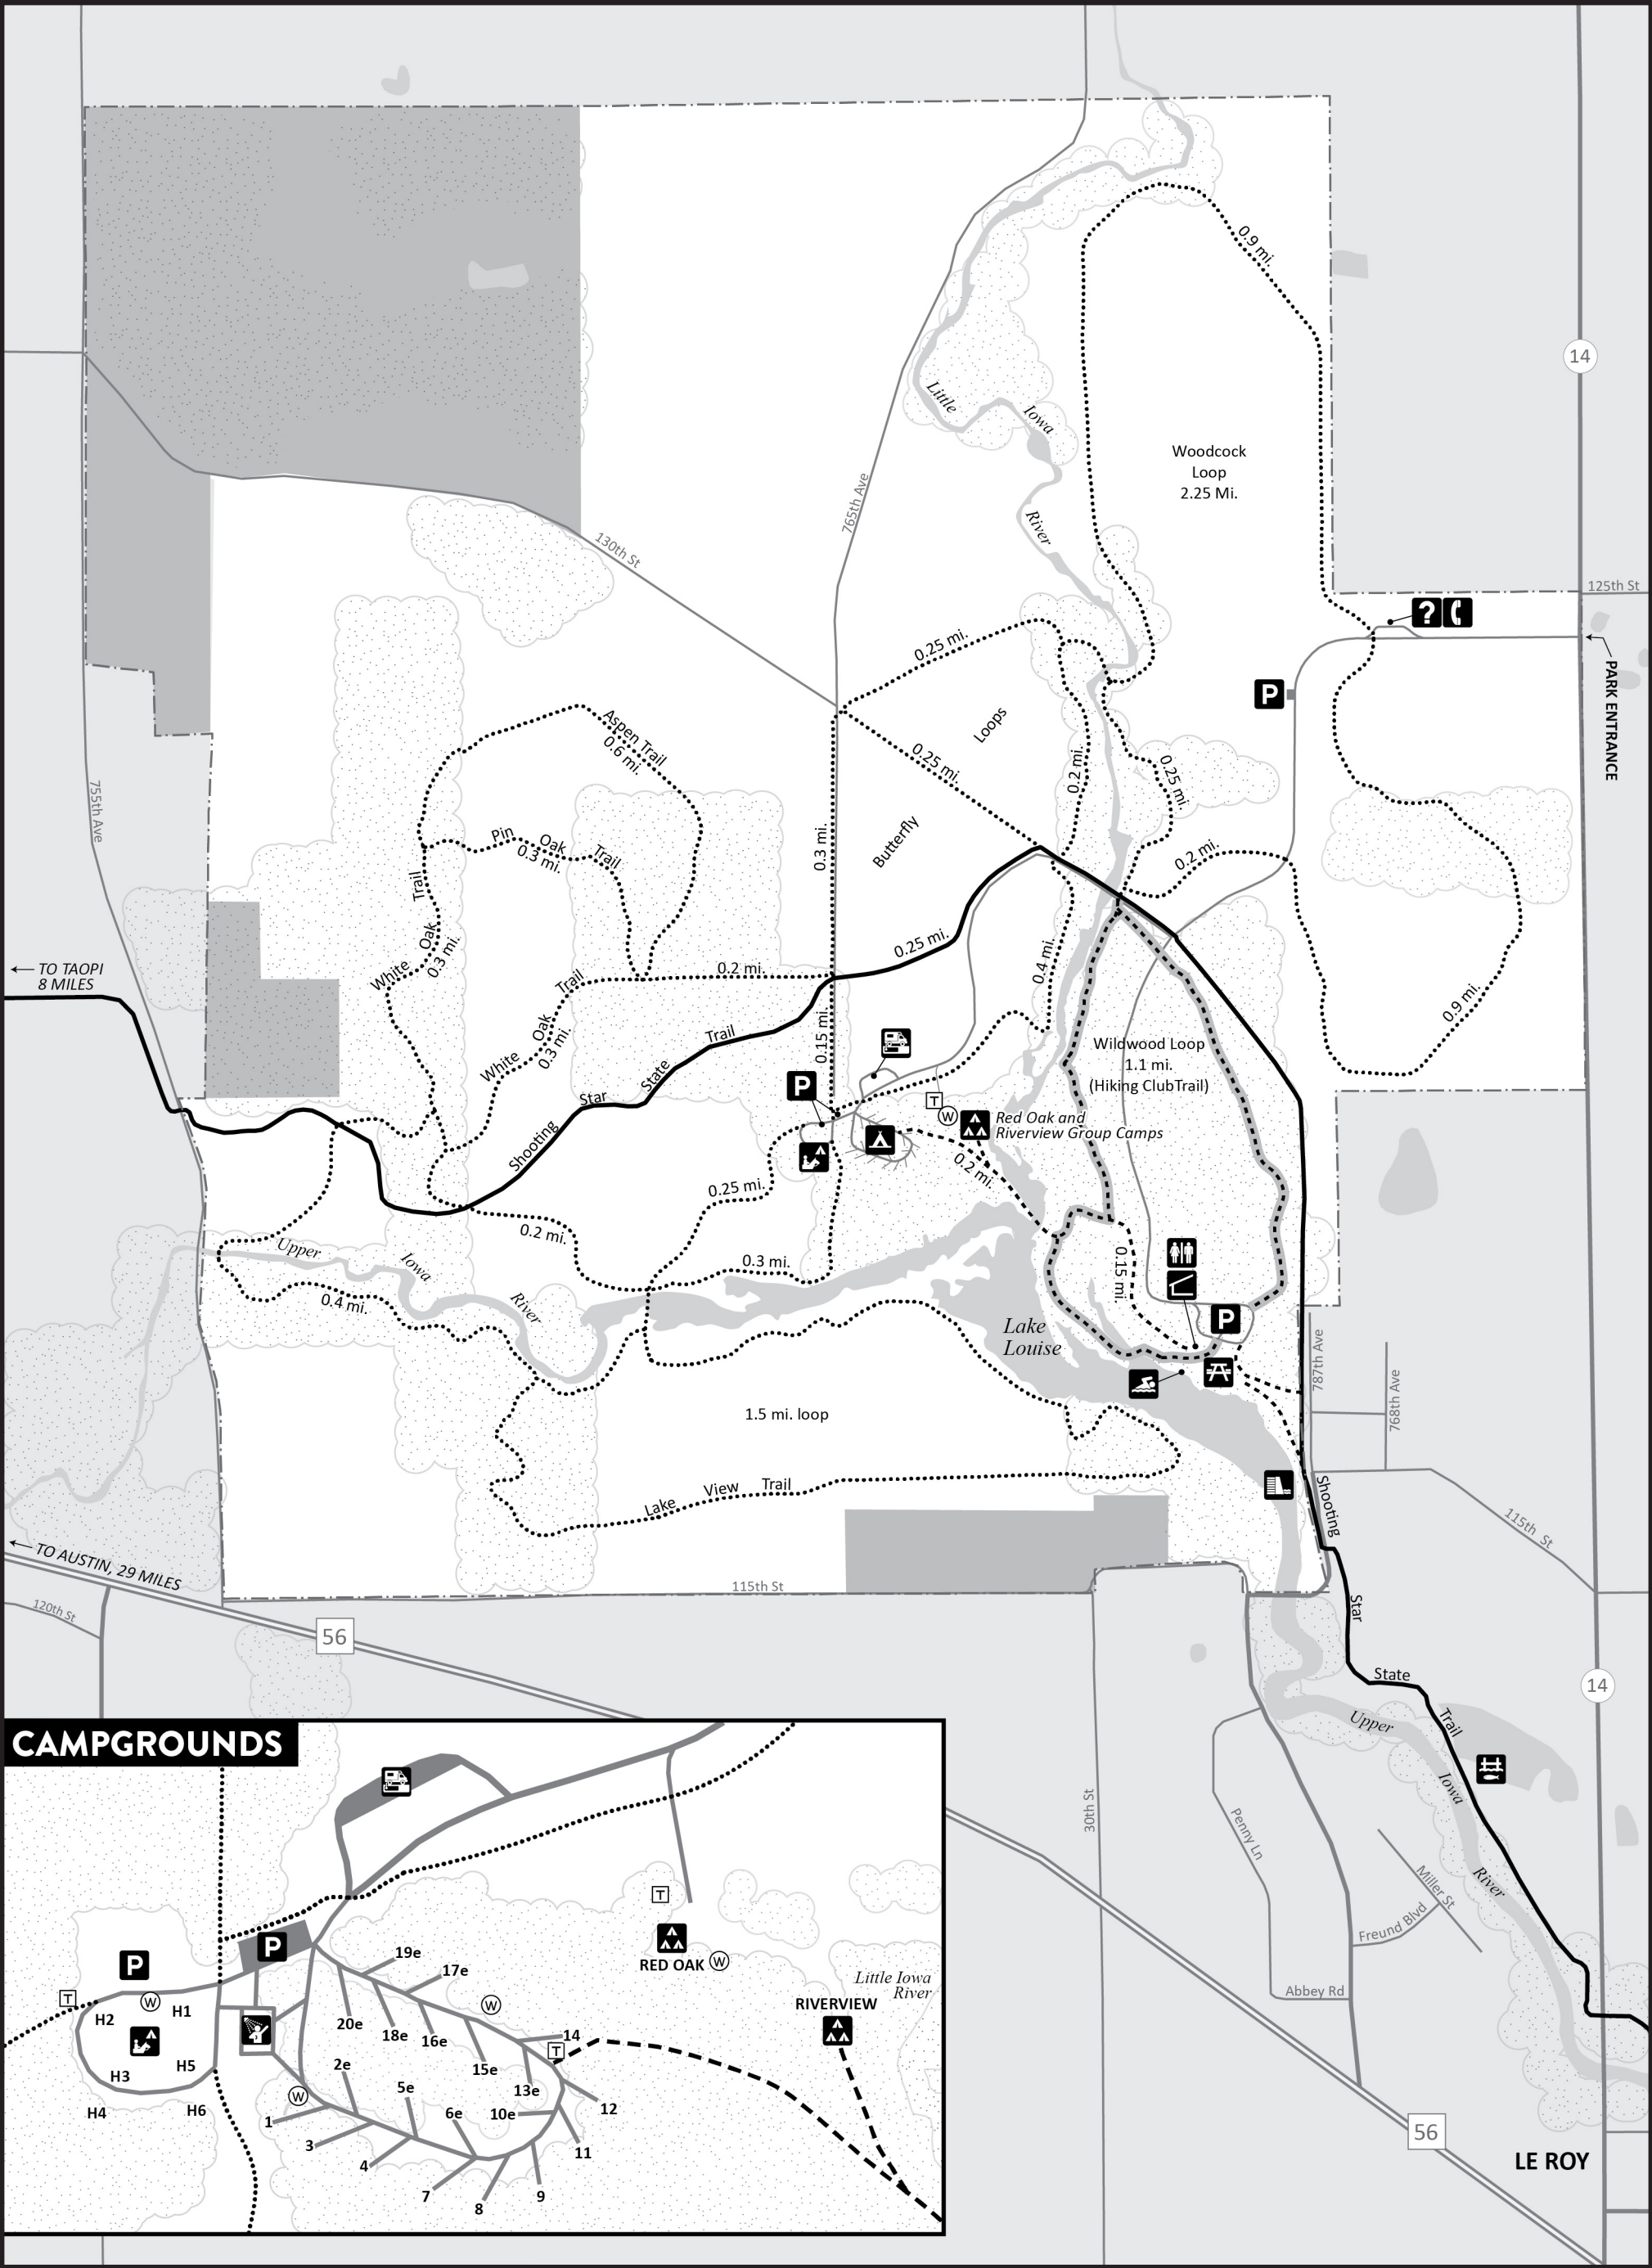 0.9 mi.
14
Little
Iowa
River
Woodcock
Loop
2.25 Mi.
765th Ave
130th St
125th St
?
PARK ENTRANCE
P
0.25 mi.
Loops
0.25 mi.
0.2 mi.
0.25 mi.
Aspen Trail
0.6 mi.
755th Ave
Pin Oak Trail
0.3 mi.
0.3 mi.
Butterfly
0.2 mi.
White Oak Trail
0.3 mi.
0.25 mi.
0.4 mi.
TO TAOPI
8 MILES
0.2 mi.
White Oak Trail
0.3 mi.
0.15 mi.
0.9 mi.
Wildwood Loop
1.1 mi.
(Hiking ClubTrail)
Shooting Star State Trail
P
T
W
Red Oak and
Riverview Group Camps
0.2 mi.
0.25 mi.
0.2 mi.
0.3 mi.
0.15 mi.
Upper Iowa River
0.4 mi.
P
Lake
Louise
787th Ave
768th Ave
1.5 mi. loop
Lake View Trail
115th St
Shooting Star State Trail
TO AUSTIN, 29 MILES
115th St
120th St
56
14
Upper Iowa River
30th St
Penny Ln
Miller St
Freund Blvd
Abbey Rd
56
LE ROY
CAMPGROUNDS
T
RED OAK
W
P
P
19e
17e
Little Iowa
River
RIVERVIEW
T
W
H2
H1
W
20e
18e
16e
14
T
H3
H5
2e
15e
13e
5e
W
H4
H6
1
6e
10e
12
3
11
4
7
8
9